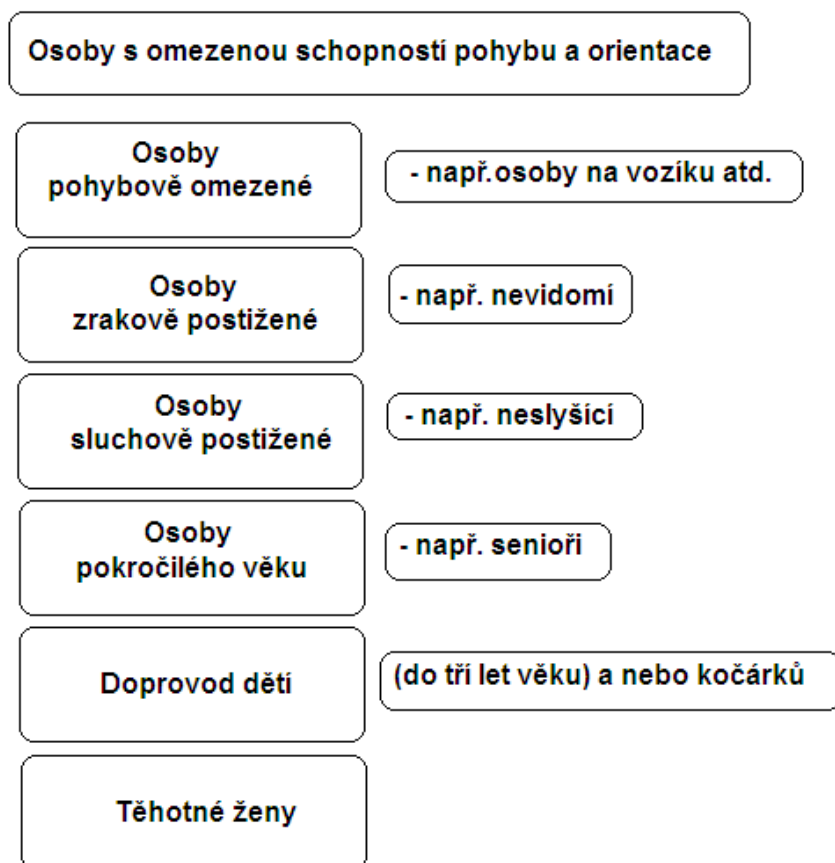 Osoby s omezenou schopností pohybu a orientace
Osoby
pohybově omezené
- např.osoby na vozíku atd.
Osoby
zrakově postižené
- např. nevidomí
Osoby
sluchově postižené
- např. neslyšící
Osoby
pokročilého věku
- např. senioři
Doprovod dětí
(do tří let věku) a nebo kočárků
Těhotné ženy